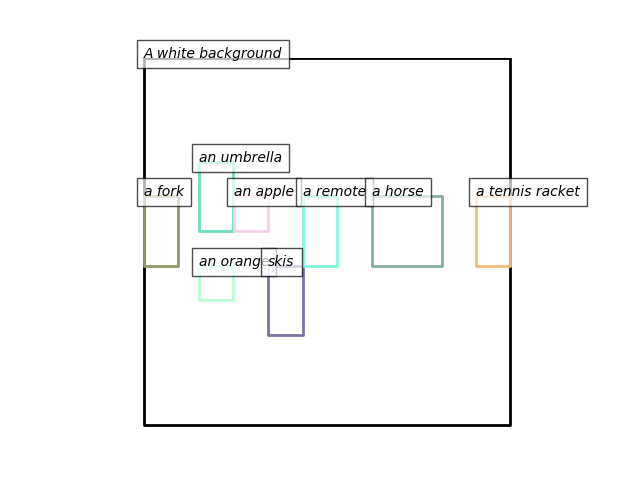 A white background
an umbrella
a fork
an apple
a remote
a horse
a tennis racket
an orange
skis